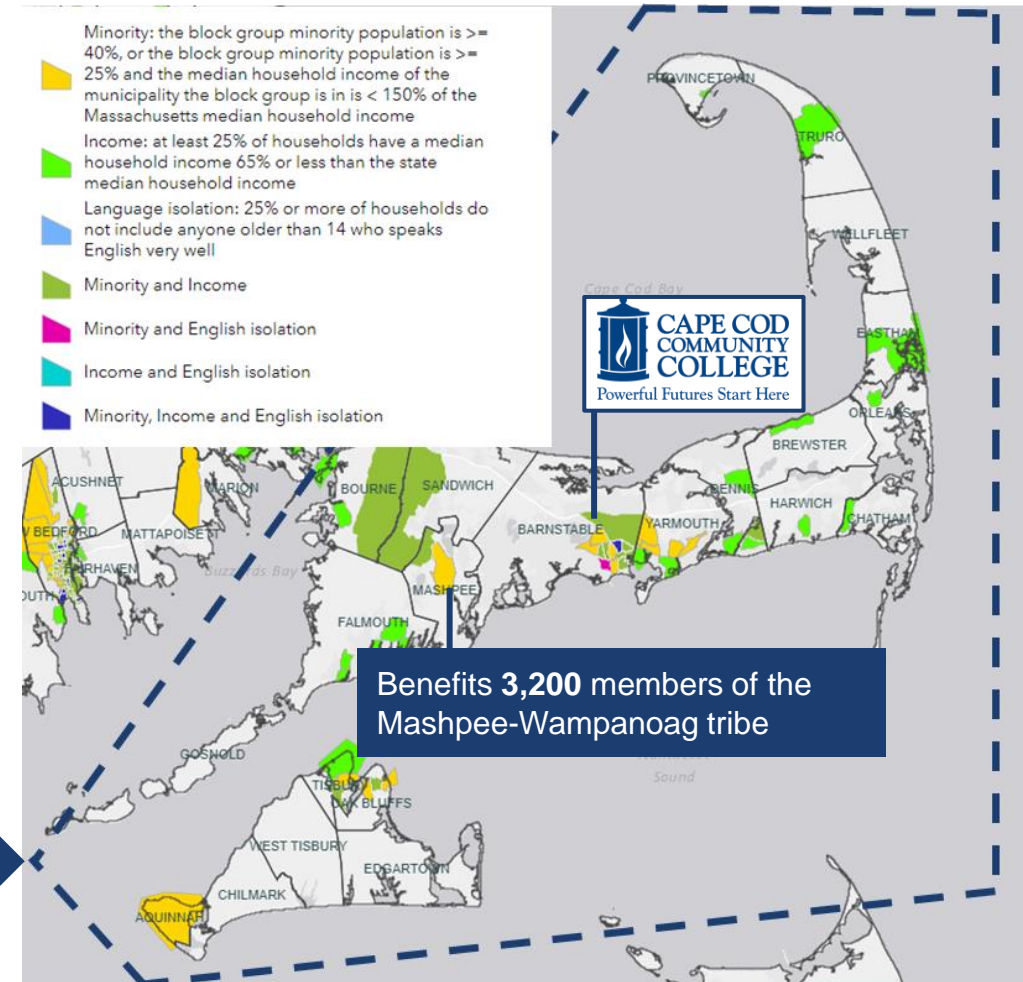 Minority: the block group minority population is >=
40%, or the block group minority population is >=
25% and the median household income of the
municipality the block group is in is < 150% of the
Massachusetts median household income
Income: at least 25% of households have a median
household income 65% or less than the state
median household income
Language isolation: 25% or more of households do
not include anyone older than 14 who speaks
English very well
Minority and Income
Minority and English isolation
Income and English isolation
Minority, Income and English isolation
PROVINCETOWN
TRURO
WELLFLEET
Cape Cod Bay
CAPE COD
COMMUNITY
COLLEGE
Powerful Futures Start Here
EASTHAM
ORLEANS
BREWSTER
ACUSHNET
MARION
BOURNE
SANDWICH
DENNIS
HARWICH
CHATHAM
BEDFORD
MATTAPOISETT
BARNSTABLE
YARMOUTH
FAIRHAVEN
Buzzards Bay
MASHPEE
FALMOUTH
Benefits 3,200 members of the
Mashpee-Wampanoag tribe
GOSNOLD
Sound
TISBURY
OAK BLUFFS
WEST TISBURY
EDGARTOWN
CHILMARK
AQUINNAH